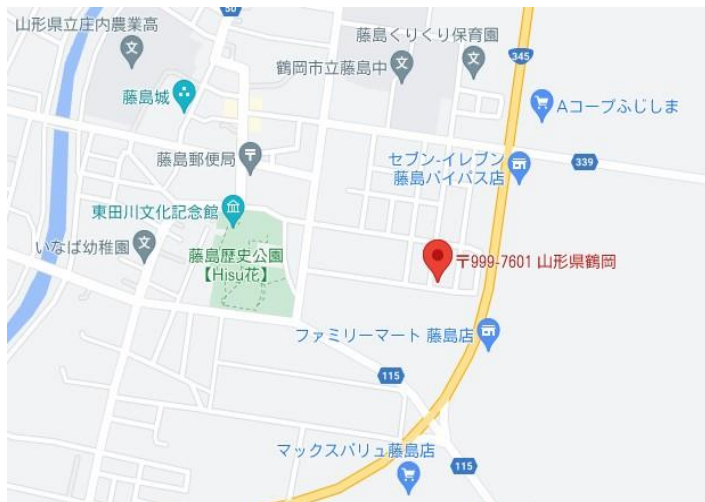 50
山形県立庄内農業高
文
藤島くりくり保育園
文
345
鶴岡市立藤島中
文
藤島城
Aコープふじしま
藤島郵便局
〒
セブン-イレブン
藤島バイパス店
339
東田川文化記念館
いなば幼稚園
文
藤島歴史公園
【Hisu花】
〒999-7601 山形県鶴岡
ファミリーマート 藤島店
115
マックスバリュ藤島店
115